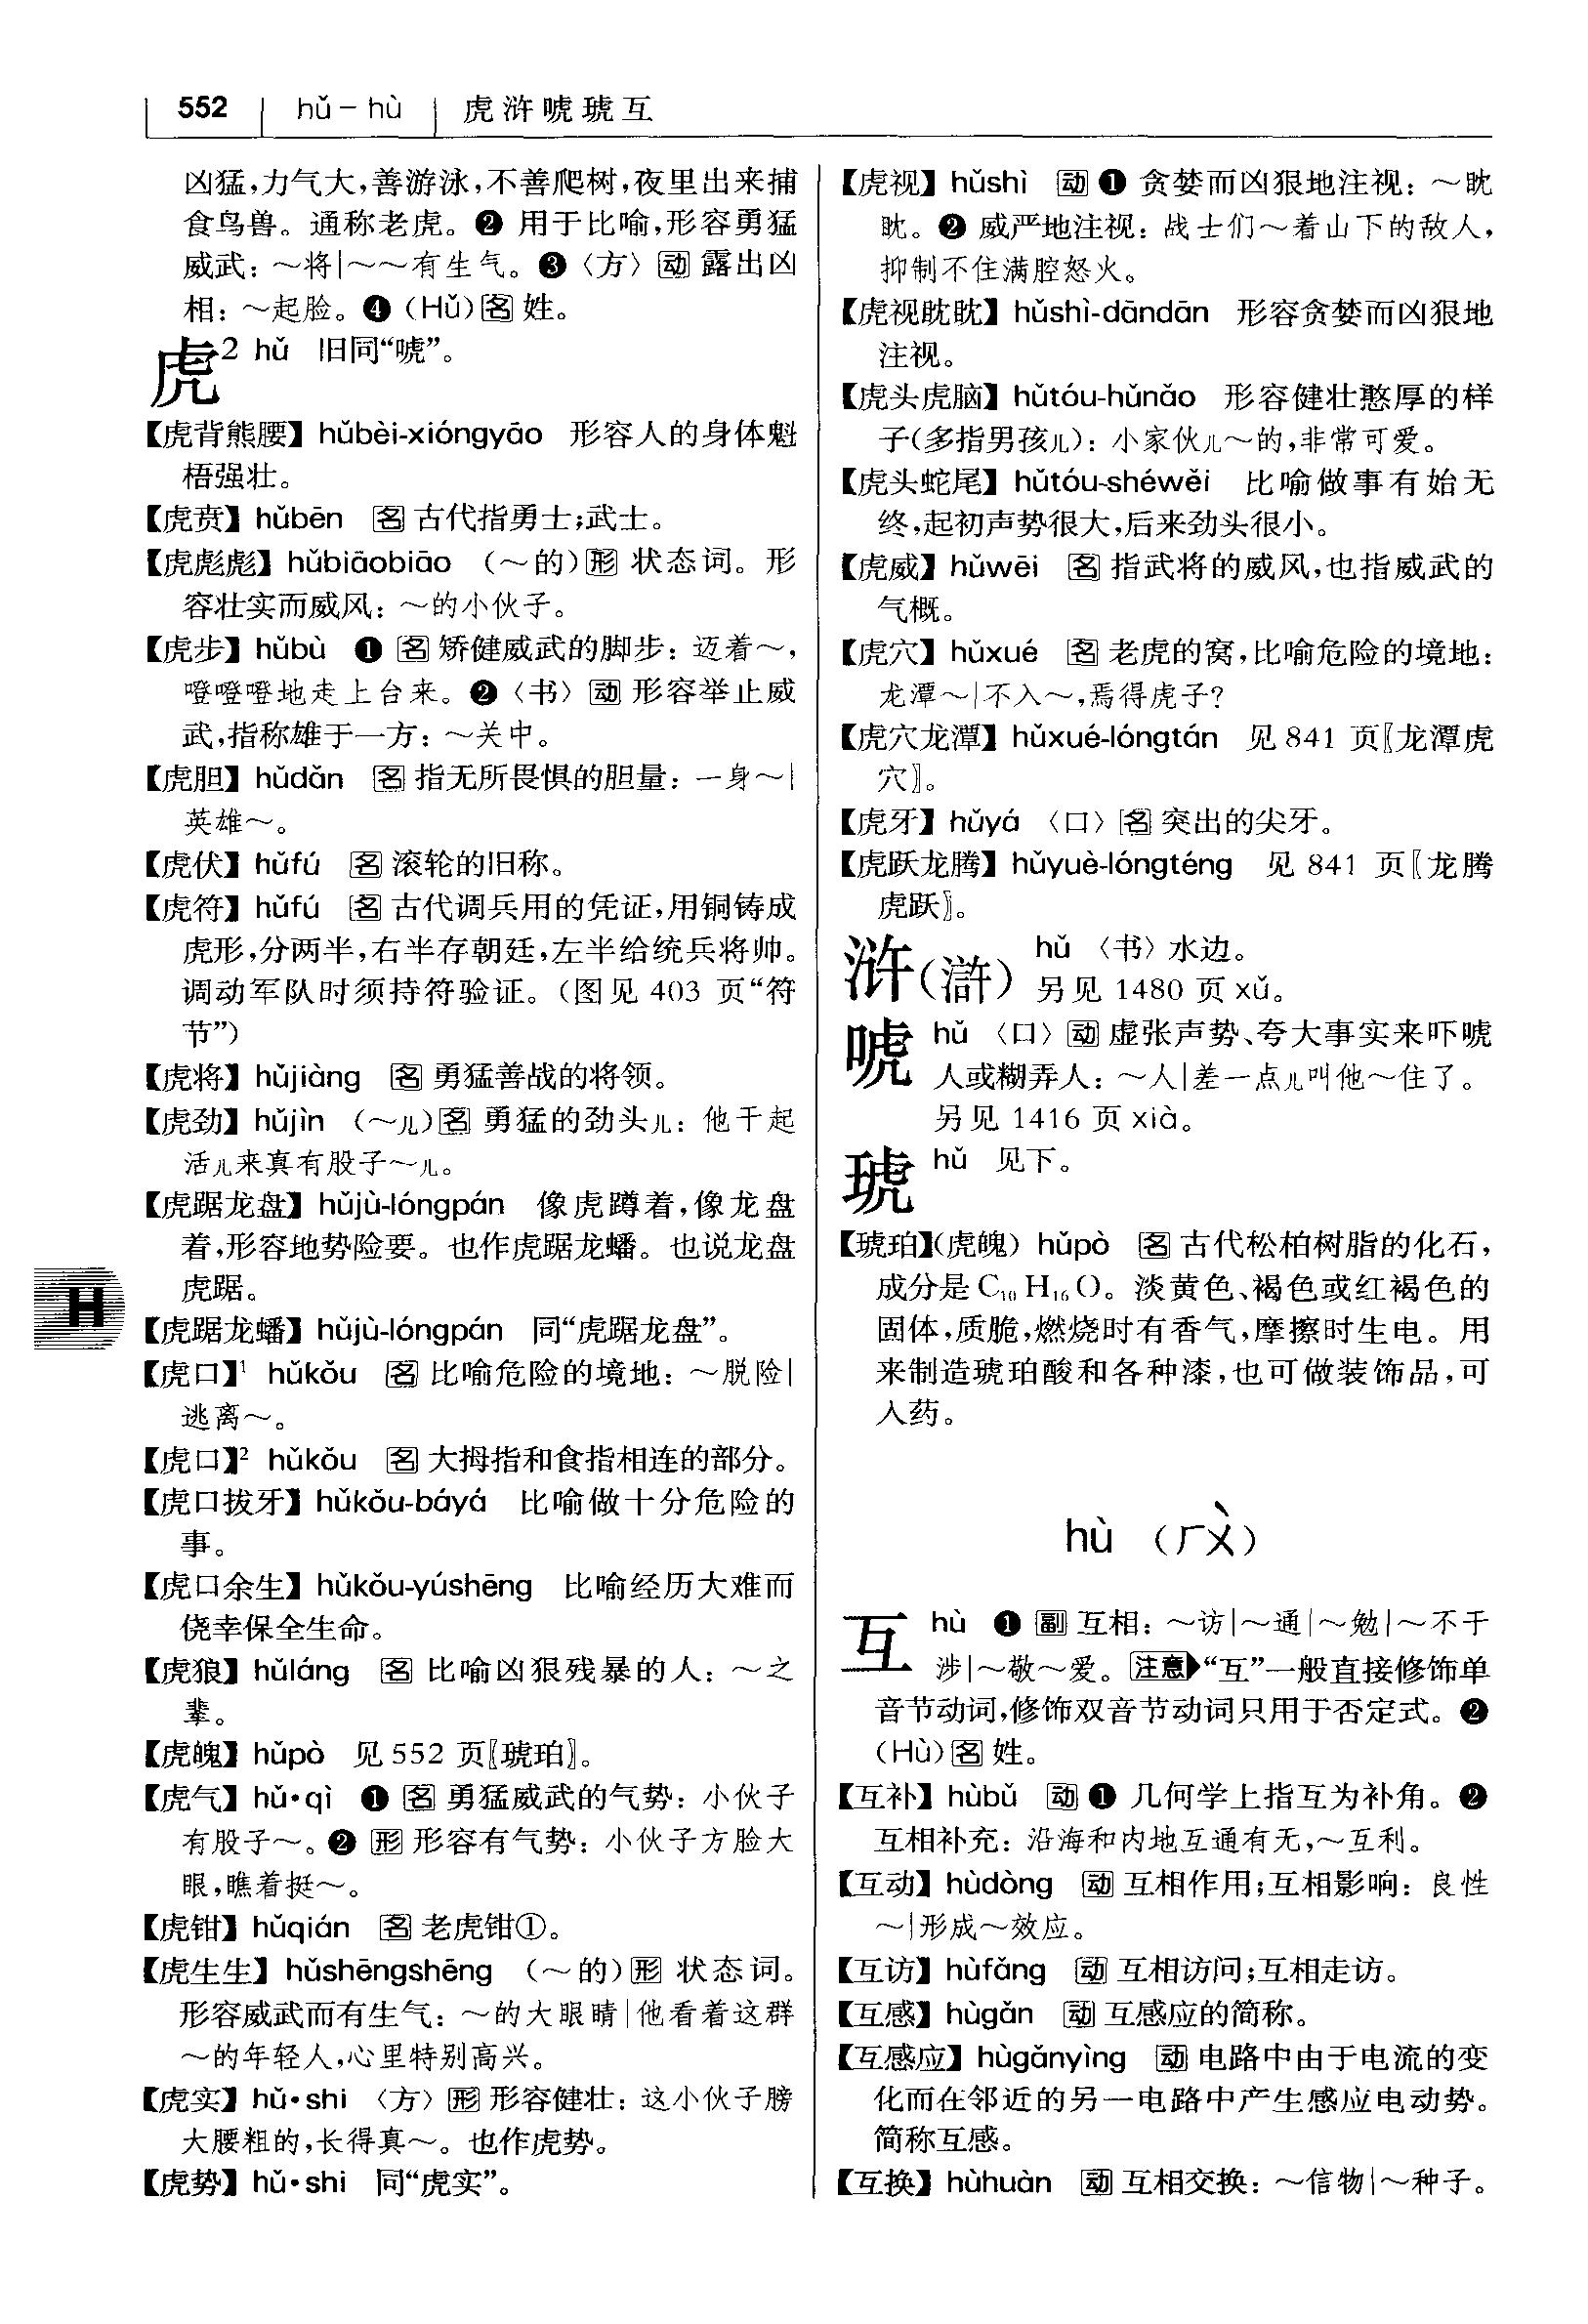 552 hǔ－hù 虎浒唬琥互
凶猛,力气大,善游泳,不善爬树,夜里出来捕
食鸟兽。通称老虎。❷ 用于比喻,形容勇猛
威武：～将|～～有生气。❸〈方〉动 露出凶
相：～起脸。❹（Hǔ）名 姓。
虎2 hǔ 旧同“唬”。
【虎背熊腰】hǔbèi-xióngyāo 形容人的身体魁
梧强壮。
【虎贲】hǔbēn 名 古代指勇士;武士。
【虎彪彪】hǔbiāobiāo （～的）形 状态词。形
容壮实而威风：～的小伙子。
【虎步】hǔbù ❶ 名 矫健威武的脚步：迈着～,
噔噔噔地走上台来。❷〈书〉动 形容举止威
武,指称雄于一方：～关中。
【虎胆】hǔdǎn 名 指无所畏惧的胆量：一身～|
英雄～。
【虎伏】hǔfú 名 滚轮的旧称。
【虎符】hǔfú 名 古代调兵用的凭证,用铜铸成
虎形,分两半,右半存朝廷,左半给统兵将帅。
调动军队时须持符验证。（图见 403 页“符
节”）
【虎将】hǔjiàng 名 勇猛善战的将领。
【虎劲】hǔjìn （～儿）名 勇猛的劲头儿：他干起
活儿来真有股子～儿。
【虎踞龙盘】hǔjù-lóngpán 像虎蹲着,像龙盘
着,形容地势险要。也作虎踞龙蟠。也说龙盘
虎踞。
【虎踞龙蟠】hǔjù-lóngpán 同“虎踞龙盘”。
【虎口】1 hǔkǒu 名 比喻危险的境地：～脱险|
逃离～。
【虎口】2 hǔkǒu 名 大拇指和食指相连的部分。
【虎口拔牙】hǔkǒu-báyá 比喻做十分危险的
事。
【虎口余生】hǔkǒu-yúshēng 比喻经历大难而
侥幸保全生命。
【虎狼】hǔláng 名 比喻凶狠残暴的人：～之
辈。
【虎魄】hǔpò 见 552 页〖琥珀〗。
【虎气】hǔ·qì ❶ 名 勇猛威武的气势：小伙子
有股子～。❷ 形 形容有气势：小伙子方脸大
眼,瞧着挺～。
【虎钳】hǔqián 名 老虎钳①。
【虎生生】hǔshēngshēng （～的）形 状态词。
形容威武而有生气：～的大眼睛|他看着这群
～的年轻人,心里特别高兴。
【虎实】hǔ·shi 〈方〉形 形容健壮：这小伙子膀
大腰粗的,长得真～。也作虎势。
【虎势】hǔ·shi 同“虎实”。
H
【虎视】hǔshì 动 ❶ 贪婪而凶狠地注视：～眈
眈。❷ 威严地注视：战士们～着山下的敌人,
抑制不住满腔怒火。
【虎视眈眈】hǔshì-dāndān 形容贪婪而凶狠地
注视。
【虎头虎脑】hǔtóu-hǔnǎo 形容健壮憨厚的样
子(多指男孩儿)：小家伙儿～的,非常可爱。
【虎头蛇尾】hǔtóu-shéwěi 比喻做事有始无
终,起初声势很大,后来劲头很小。
【虎威】hǔwēi 名 指武将的威风,也指威武的
气概。
【虎穴】hǔxué 名 老虎的窝,比喻危险的境地：
龙潭～|不入～,焉得虎子?
【虎穴龙潭】hǔxué-lóngtán 见 841 页〖龙潭虎
穴〗。
【虎牙】hǔyá 〈口〉名 突出的尖牙。
【虎跃龙腾】hǔyuè-lóngténg 见 841 页〖龙腾
虎跃〗。
浒（滸） hǔ 〈书〉水边。
另见 1480 页 xǔ。
唬 hǔ 〈口〉动 虚张声势、夸大事实来吓唬
人或糊弄人：～人|差一点儿叫他～住了。
另见 1416 页 xià。
琥 hǔ 见下。
【琥珀】(虎魄) hǔpò 名 古代松柏树脂的化石,
成分是 C₁₀H₁₆O。淡黄色、褐色或红褐色的
固体,质脆,燃烧时有香气,摩擦时生电。用
来制造琥珀酸和各种漆,也可做装饰品,可
入药。
hù （ㄏㄨˋ）
互 hù ❶ 副 互相：～访|～通|～勉|～不干
涉|～敬～爱。注意▶“互”一般直接修饰单
音节动词,修饰双音节动词只用于否定式。❷
（Hù）名 姓。
【互补】hùbǔ 动 ❶ 几何学上指互为补角。❷
互相补充：沿海和内地互通有无,～互利。
【互动】hùdòng 动 互相作用;互相影响：良性
～|形成～效应。
【互访】hùfǎng 动 互相访问;互相走访。
【互感】hùgǎn 动 互感应的简称。
【互感应】hùgǎnyìng 动 电路中由于电流的变
化而在邻近的另一电路中产生感应电动势。
简称互感。
【互换】hùhuàn 动 互相交换：～信物|～种子。